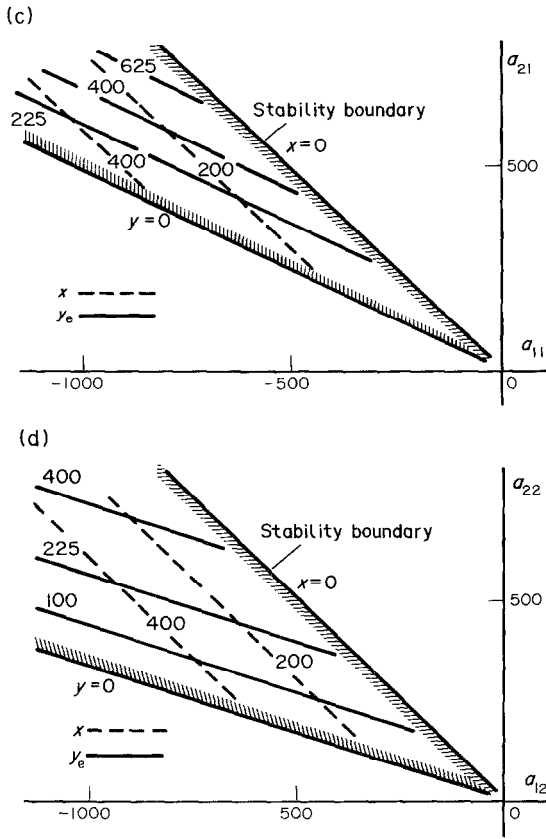 (c)
a21
625
400
Stability boundary
x=0
225
400
200
500
y=0
x
ye
-1000
-500
0
a11
(d)
400
a22
Stability boundary
225
x=0
500
100
400
200
y=0
x
ye
-1000
-500
0
a12